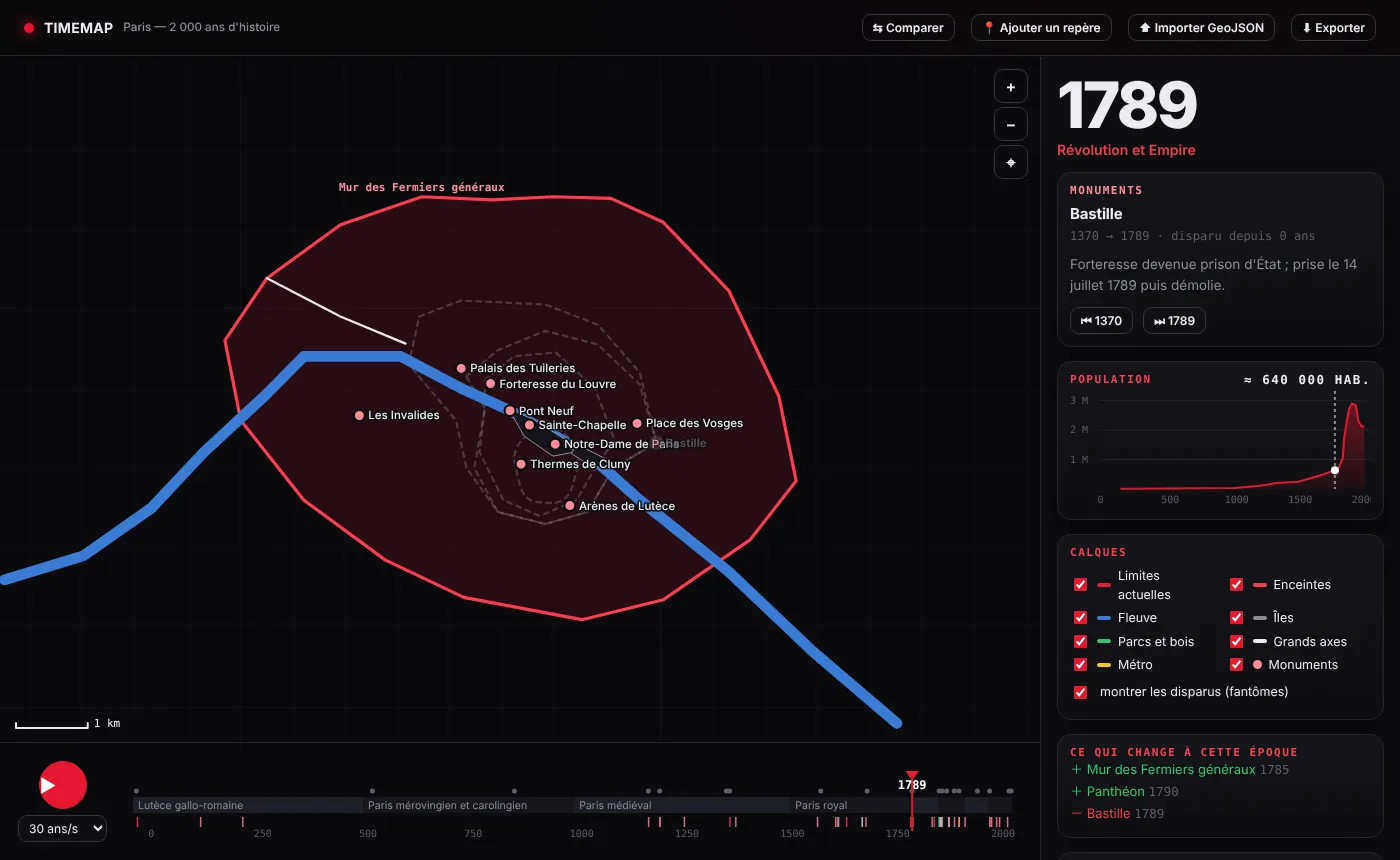 TIMEMAP Paris — 2 000 ans d'histoire
⇆ Comparer
📍 Ajouter un repère
⬆ Importer GeoJSON
⬇ Exporter
+
−
⌖
Mur des Fermiers généraux
Palais des Tuileries
Forteresse du Louvre
Pont Neuf
Les Invalides
Sainte-Chapelle
Place des Vosges
Notre-Dame de Paris
Bastille
Thermes de Cluny
Arènes de Lutèce
1 km
1789
Révolution et Empire
MONUMENTS
Bastille
1370 → 1789 · disparu depuis 0 ans
Forteresse devenue prison d'État ; prise le 14
juillet 1789 puis démolie.
⏮ 1370
⏭ 1789
POPULATION
≈ 640 000 HAB.
3 M
2 M
1 M
0 500 1000 1500 2000
CALQUES
Limites
actuelles
Enceintes
Fleuve
Îles
Parcs et bois
Grands axes
Métro
Monuments
montrer les disparus (fantômes)
CE QUI CHANGE À CETTE ÉPOQUE
+ Mur des Fermiers généraux 1785
+ Panthéon 1790
− Bastille 1789
30 ans/s
1789
Lutèce gallo-romaine
Paris mérovingien et carolingien
Paris médiéval
Paris royal
0 250 500 750 1000 1250 1500 1750 2000